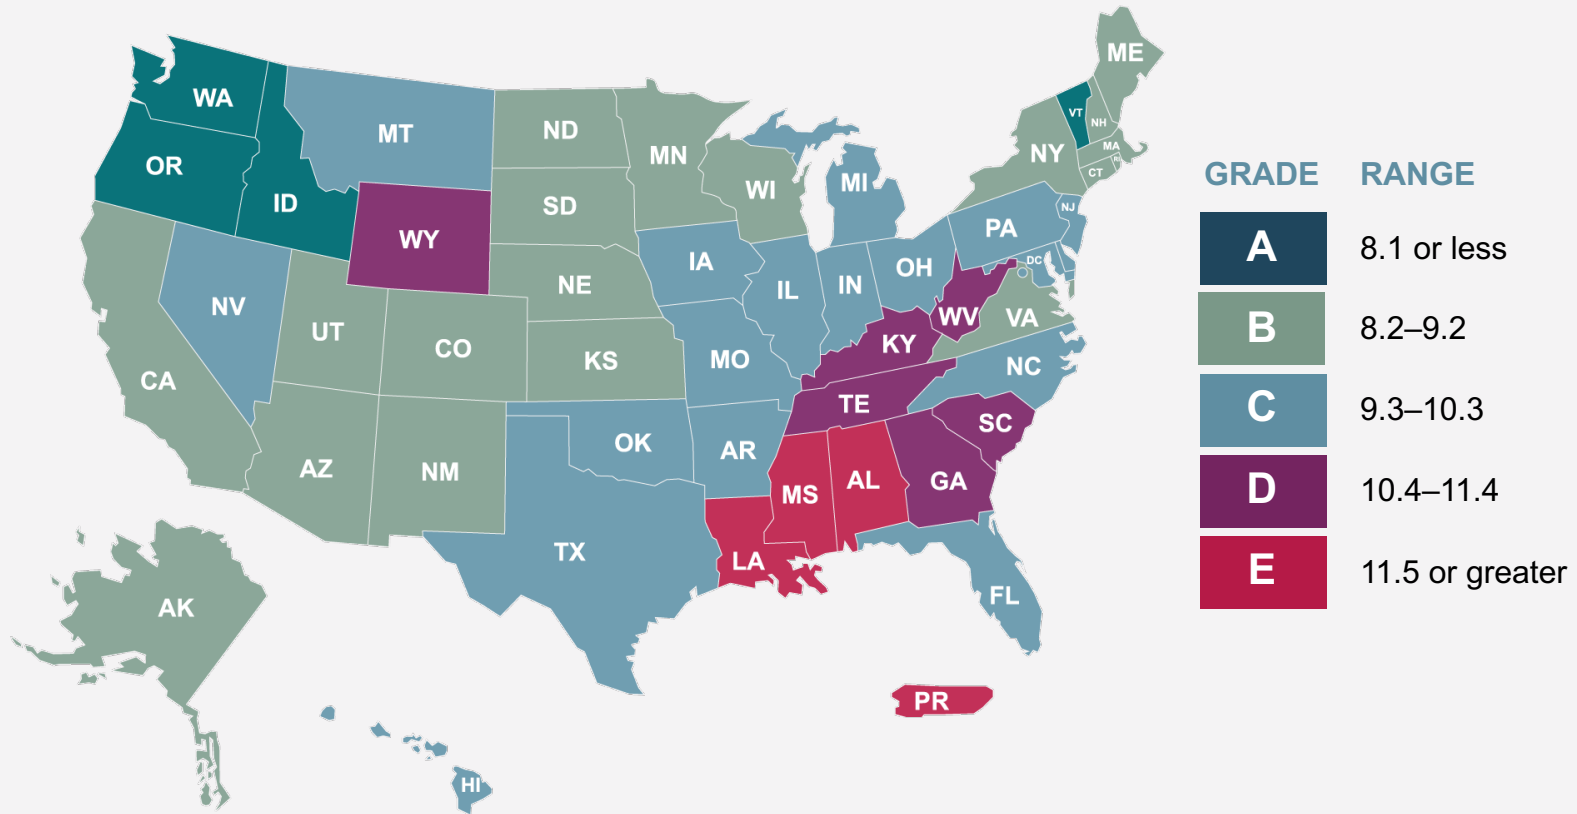 ME
WA
VT
NH
MT
ND
OR
MN
MA
NY
RI
CT
MI
WI
ID
SD
NJ
WY
PA
DC
IA
OH
NE
IL
IN
NV
WV
VA
UT
KY
CO
MO
KS
NC
CA
TE
SC
OK
AR
AZ
NM
AL
GA
MS
TX
LA
FL
AK
PR
HI
GRADE RANGE
A 8.1 or less
B 8.2–9.2
C 9.3–10.3
D 10.4–11.4
E 11.5 or greater